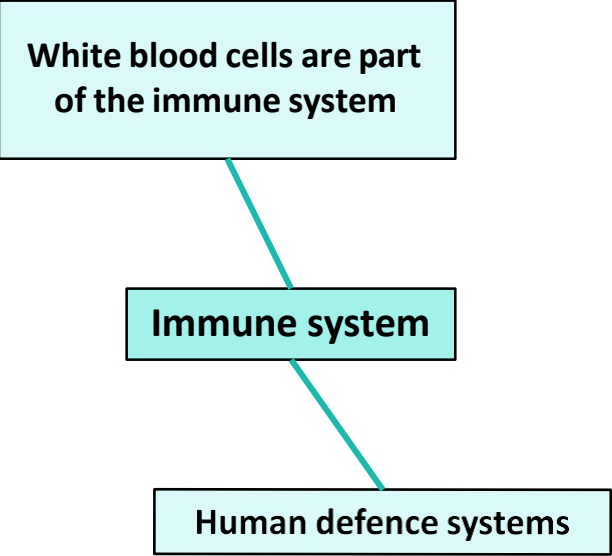 White blood cells are part
of the immune system
Immune system
Human defence systems